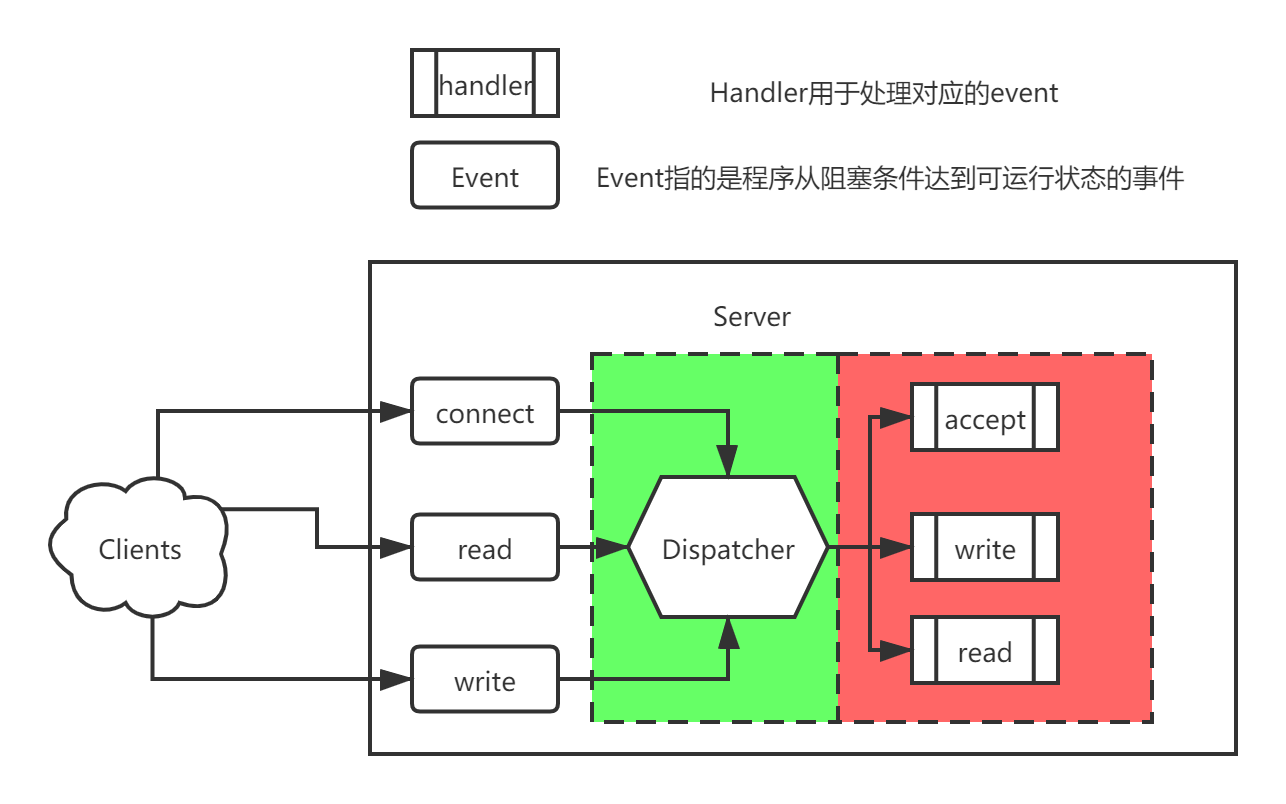 handler
Handler用于处理对应的event
Event
Event指的是程序从阻塞条件达到可运行状态的事件
Server
connect
accept
Clients
read
Dispatcher
write
write
read